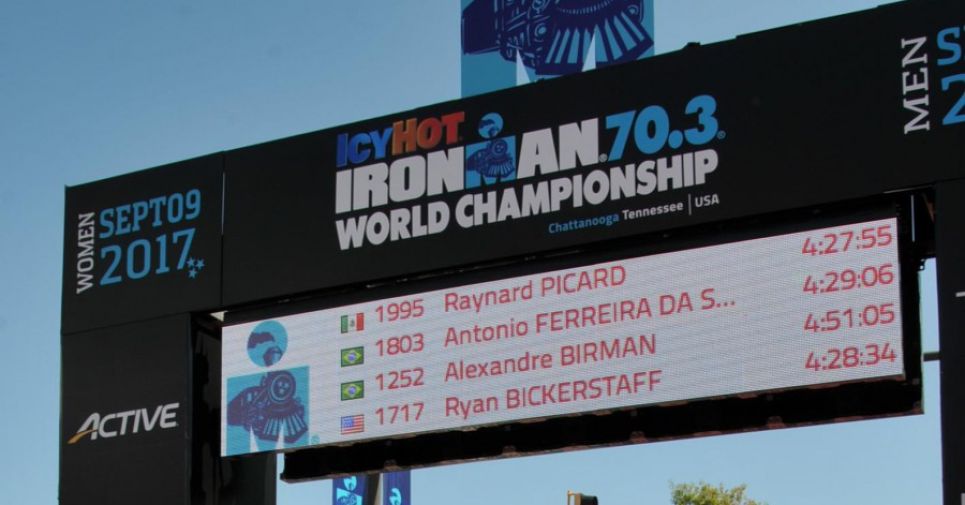 WOMEN
SEPT09
2017
ICYHOT
IRONMAN 70.3
WORLD CHAMPIONSHIP
Chattanooga Tennessee | USA
MEN
1995 Raynard PICARD 4:27:55
1803 Antonio FERREIRA DA S... 4:29:06
1252 Alexandre BIRMAN 4:51:05
1717 Ryan BICKERSTAFF 4:28:34
ACTIVE